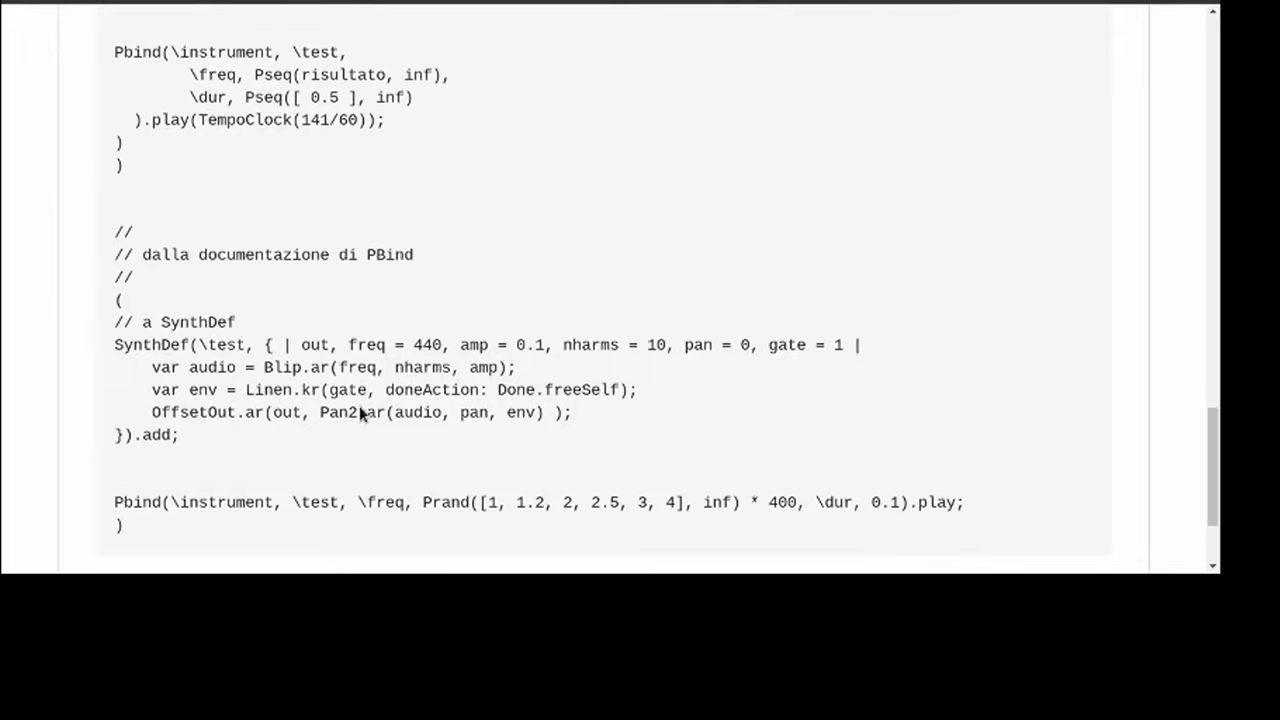 Pbind(\instrument, \test,
        \freq, Pseq(risultato, inf),
        \dur, Pseq([ 0.5 ], inf)
  ).play(TempoClock(141/60));
)
)
//
// dalla documentazione di PBind
//
(
// a SynthDef
SynthDef(\test, { | out, freq = 440, amp = 0.1, nharms = 10, pan = 0, gate = 1 |
    var audio = Blip.ar(freq, nharms, amp);
    var env = Linen.kr(gate, doneAction: Done.freeSelf);
    OffsetOut.ar(out, Pan2.ar(audio, pan, env) );
}).add;
Pbind(\instrument, \test, \freq, Prand([1, 1.2, 2, 2.5, 3, 4], inf) * 400, \dur, 0.1).play;
)